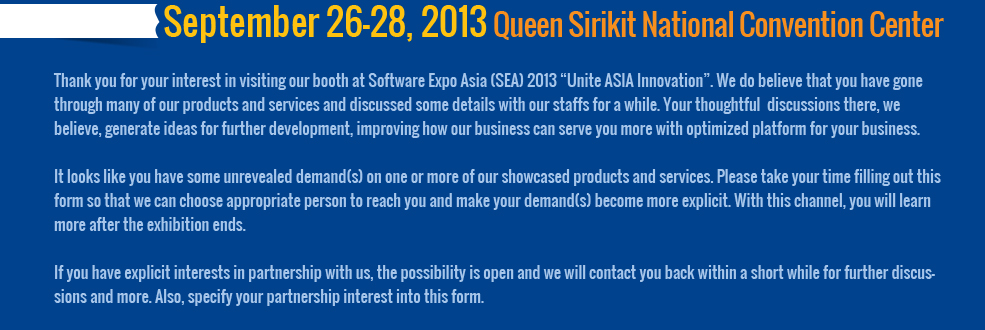 September 26-28, 2013 Queen Sirikit National Convention Center
Thank you for your interest in visiting our booth at Software Expo Asia (SEA) 2013 “Unite ASIA Innovation”. We do believe that you have gone
through many of our products and services and discussed some details with our staffs for a while. Your thoughtful discussions there, we
believe, generate ideas for further development, improving how our business can serve you more with optimized platform for your business.
It looks like you have some unrevealed demand(s) on one or more of our showcased products and services. Please take your time filling out this
form so that we can choose appropriate person to reach you and make your demand(s) become more explicit. With this channel, you will learn
more after the exhibition ends.
If you have explicit interests in partnership with us, the possibility is open and we will contact you back within a short while for further discus-
sions and more. Also, specify your partnership interest into this form.